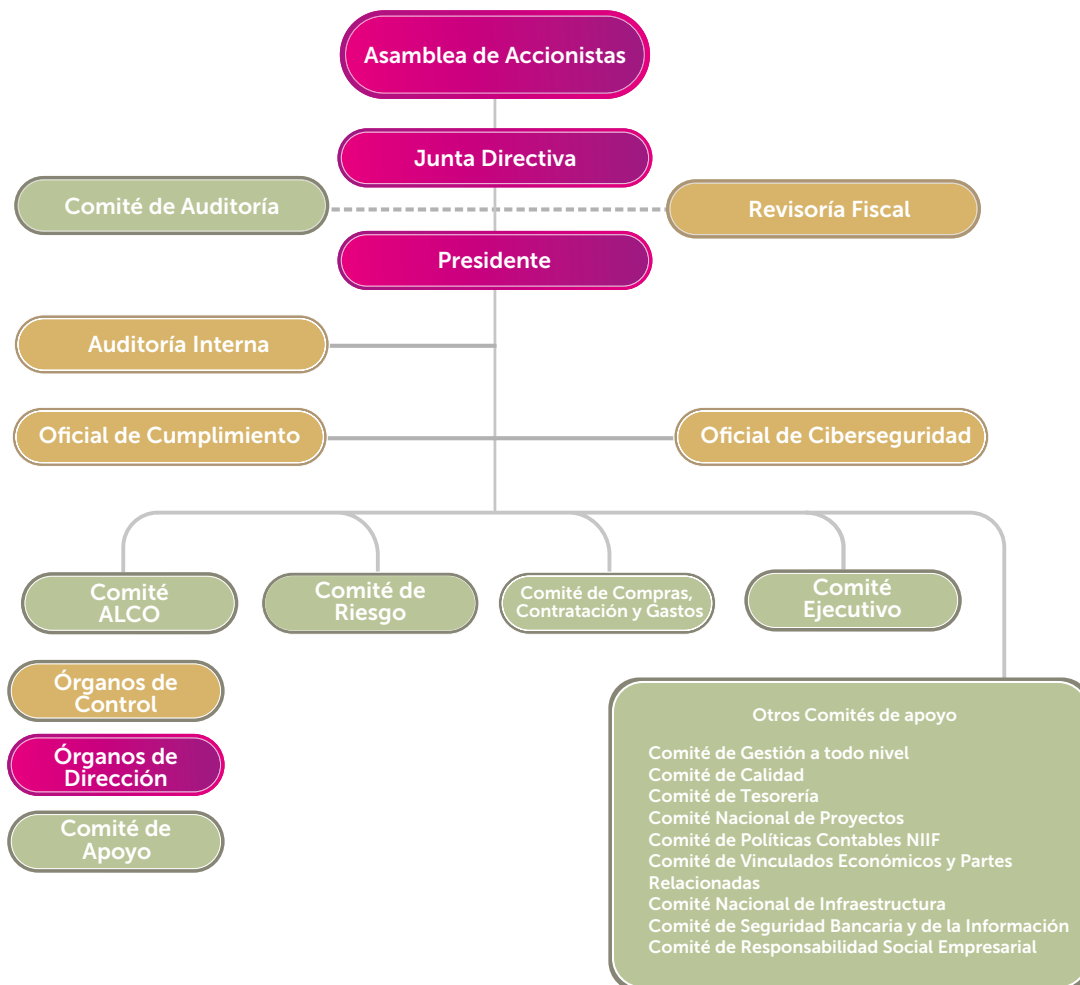 Asamblea de Accionistas
Junta Directiva
Comité de Auditoría
Revisoría Fiscal
Presidente
Auditoría Interna
Oficial de Cumplimiento
Oficial de Ciberseguridad
Comité
ALCO
Comité de
Riesgo
Comité de Compras,
Contratación y Gastos
Comité
Ejecutivo
Órganos de
Control
Órganos de
Dirección
Comité de
Apoyo
Otros Comités de apoyo
Comité de Gestión a todo nivel
Comité de Calidad
Comité de Tesorería
Comité Nacional de Proyectos
Comité de Políticas Contables NIIF
Comité de Vinculados Económicos y Partes
Relacionadas
Comité Nacional de Infraestructura
Comité de Seguridad Bancaria y de la Información
Comité de Responsabilidad Social Empresarial